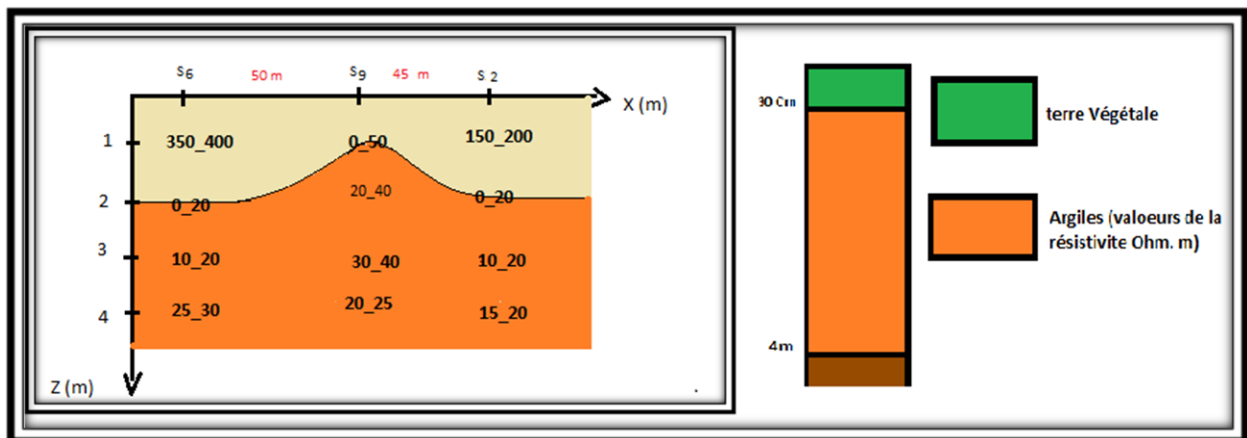 S6 50 m S9 45 m S 2
X (m)
1 350_400 0_50 150_200
20_40
2 0_20 0_20
3 10_20 30_40 10_20
4 25_30 20_25 15_20
Z (m)
30 Cm
terre Végétale
Argiles (valoeurs de la
résistivite Ohm. m)
4 m